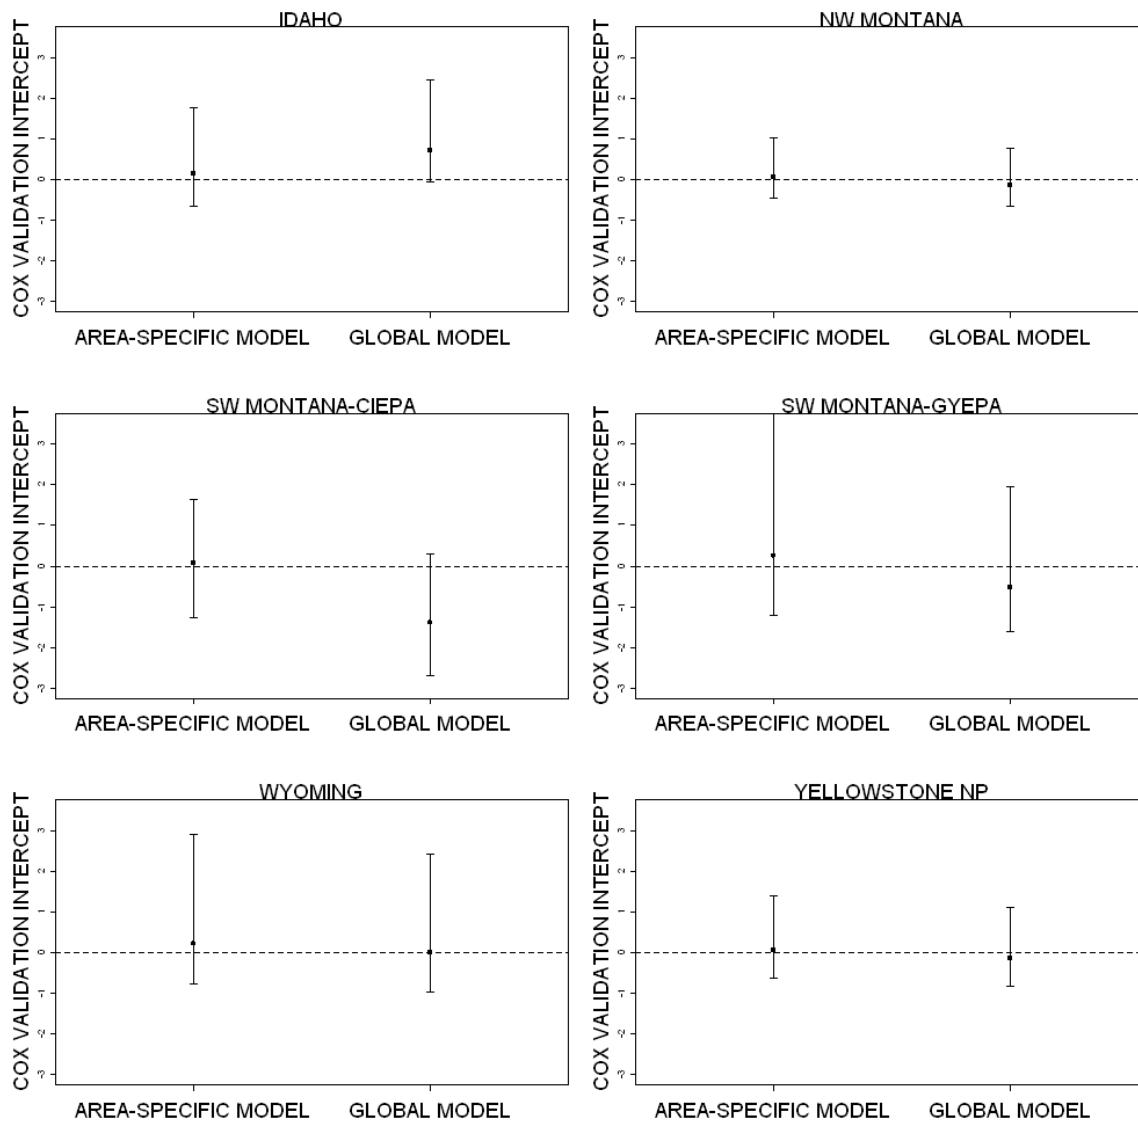 IDAHO
COX VALIDATION INTERCEPT
3
2
1
0
-1
-2
-3
AREA-SPECIFIC MODEL GLOBAL MODEL
NW MONTANA
COX VALIDATION INTERCEPT
3
2
1
0
-1
-2
-3
AREA-SPECIFIC MODEL GLOBAL MODEL
SW MONTANA-CIEPA
COX VALIDATION INTERCEPT
3
2
1
0
-1
-2
-3
AREA-SPECIFIC MODEL GLOBAL MODEL
SW MONTANA-GYEPA
COX VALIDATION INTERCEPT
3
2
1
0
-1
-2
-3
AREA-SPECIFIC MODEL GLOBAL MODEL
WYOMING
COX VALIDATION INTERCEPT
3
2
1
0
-1
-2
-3
AREA-SPECIFIC MODEL GLOBAL MODEL
YELLOWSTONE NP
COX VALIDATION INTERCEPT
3
2
1
0
-1
-2
-3
AREA-SPECIFIC MODEL GLOBAL MODEL